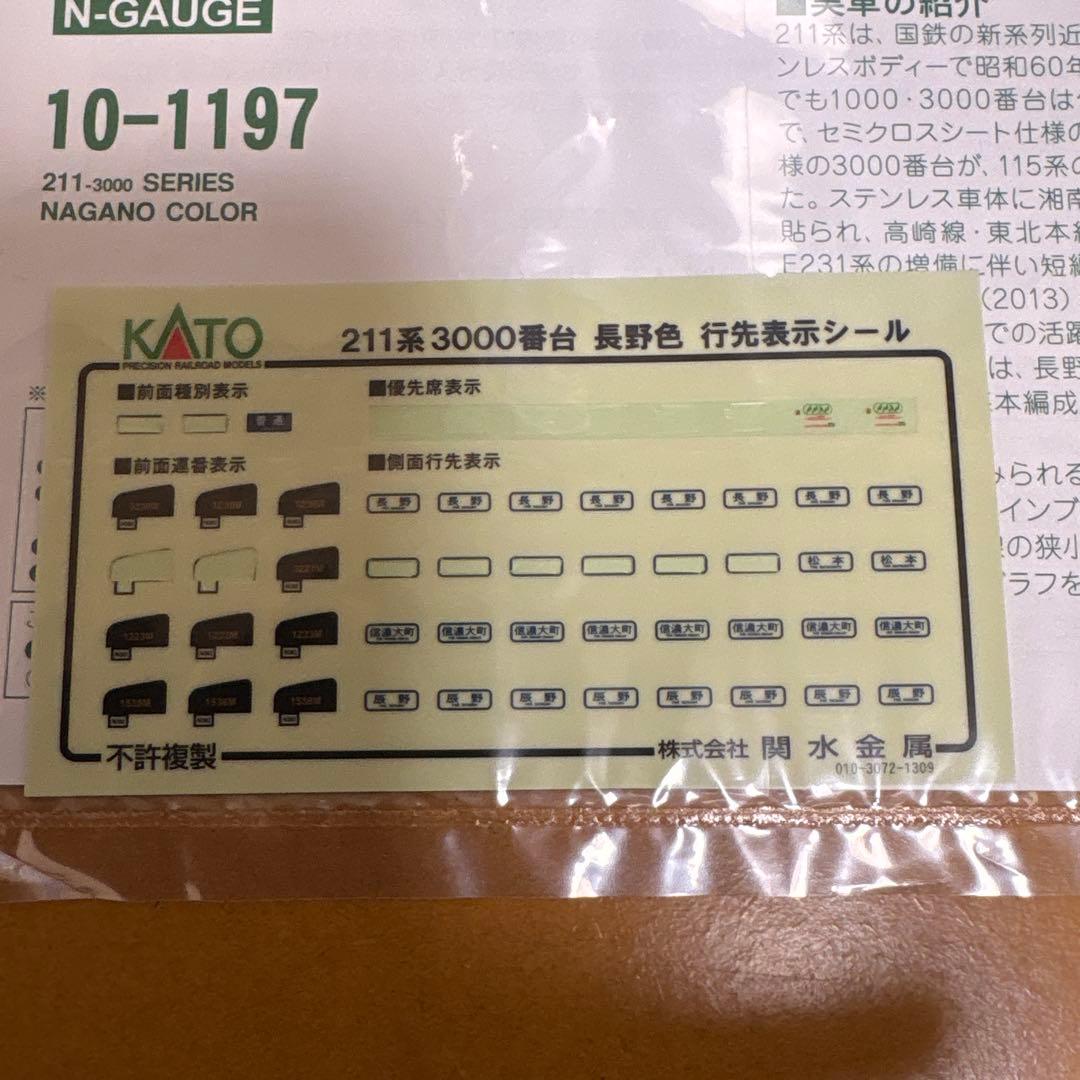 N-GAUGE
10-1197
211-3000 SERIES
NAGANO COLOR
■実車の紹介
211系は、国鉄の新系列近
ンレスボディーで昭和60年
でも1000・3000番台は
で、セミクロスシート仕様の
様の3000番台が、115系の
た。ステンレス車体に湘南
貼られ、高崎線・東北本線
E231系の増備に伴い短編
(2013)
での活躍
は、長野
本編成
みられる
インブ
の狭小
グラフを
※
KATO
PRECISION RAILROAD MODELS
211系3000番台 長野色 行先表示シール
■前面種別表示
普通
■優先席表示
■前面運番表示
■側面行先表示
長野 長野 長野 長野 長野 長野 長野 長野
3221M
松本 松本
1223M 1223M 1223M
信濃大町 信濃大町 信濃大町 信濃大町 信濃大町 信濃大町 信濃大町 信濃大町
1538M 1538M 1538M
辰野 辰野 辰野 辰野 辰野 辰野 辰野 辰野
不許複製
株式会社 関水金属
010-3072-1309